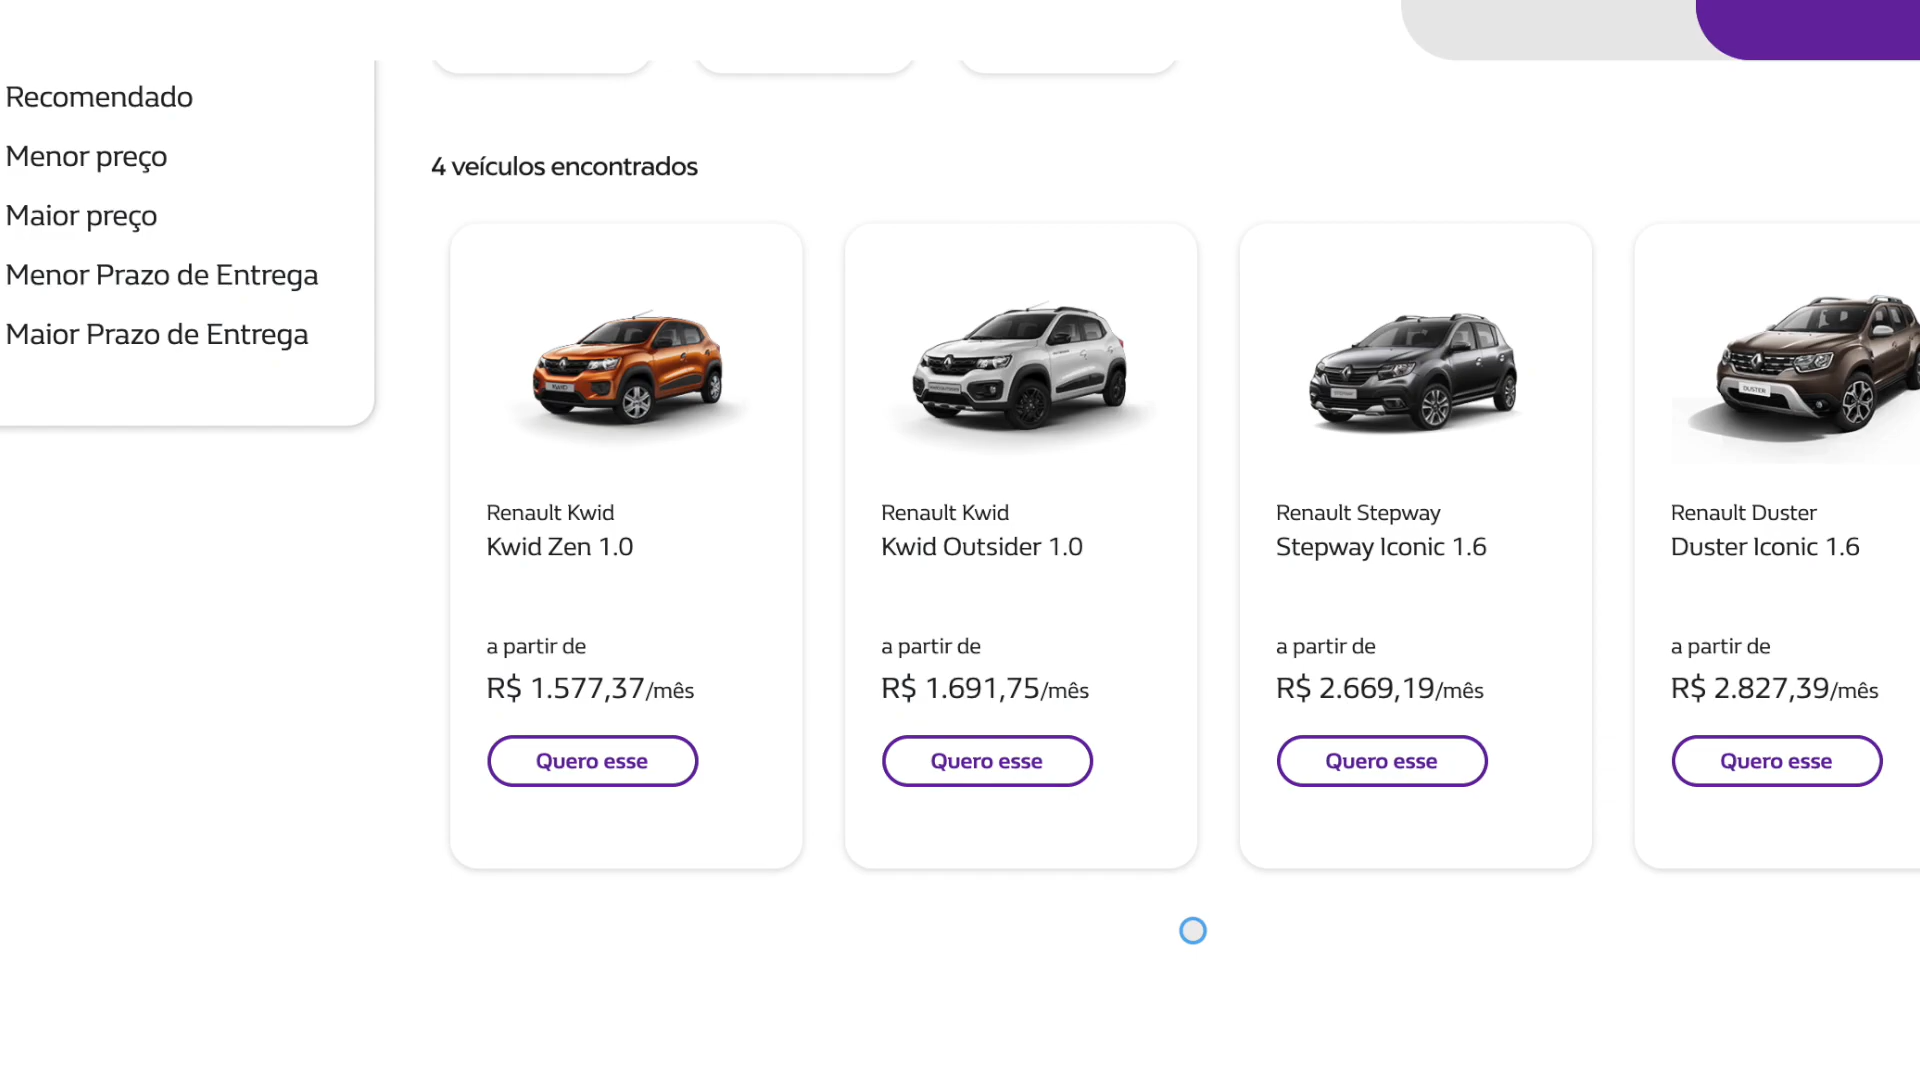 Recomendado
Menor preço
Maior preço
Menor Prazo de Entrega
Maior Prazo de Entrega
4 veículos encontrados
Renault Kwid
Kwid Zen 1.0
a partir de
R$ 1.577,37/mês
Quero esse
Renault Kwid
Kwid Outsider 1.0
a partir de
R$ 1.691,75/mês
Quero esse
Renault Stepway
Stepway Iconic 1.6
a partir de
R$ 2.669,19/mês
Quero esse
DUSTER
Renault Duster
Duster Iconic 1.6
a partir de
R$ 2.827,39/mês
Quero esse